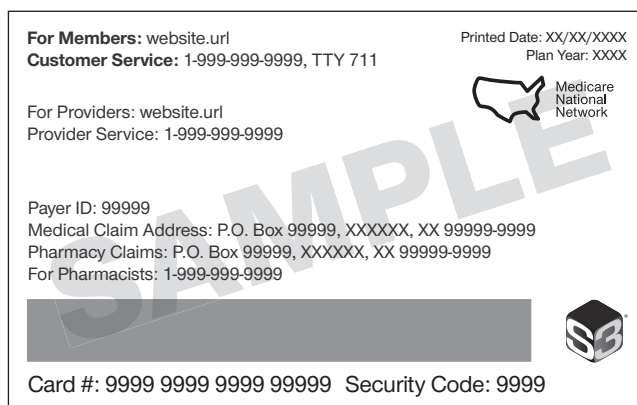 For Members: website.url
Customer Service: 1-999-999-9999, TTY 711
Printed Date: XX/XX/XXXX
Plan Year: XXXX
Medicare
National
Network
For Providers: website.url
Provider Service: 1-999-999-9999
SAMPLE
Payer ID: 99999
Medical Claim Address: P.O. Box 99999, XXXXXX, XX 99999-9999
Pharmacy Claims: P.O. Box 99999, XXXXXX, XX 99999-9999
For Pharmacists: 1-999-999-9999
S3
Card #: 9999 9999 9999 99999 Security Code: 9999